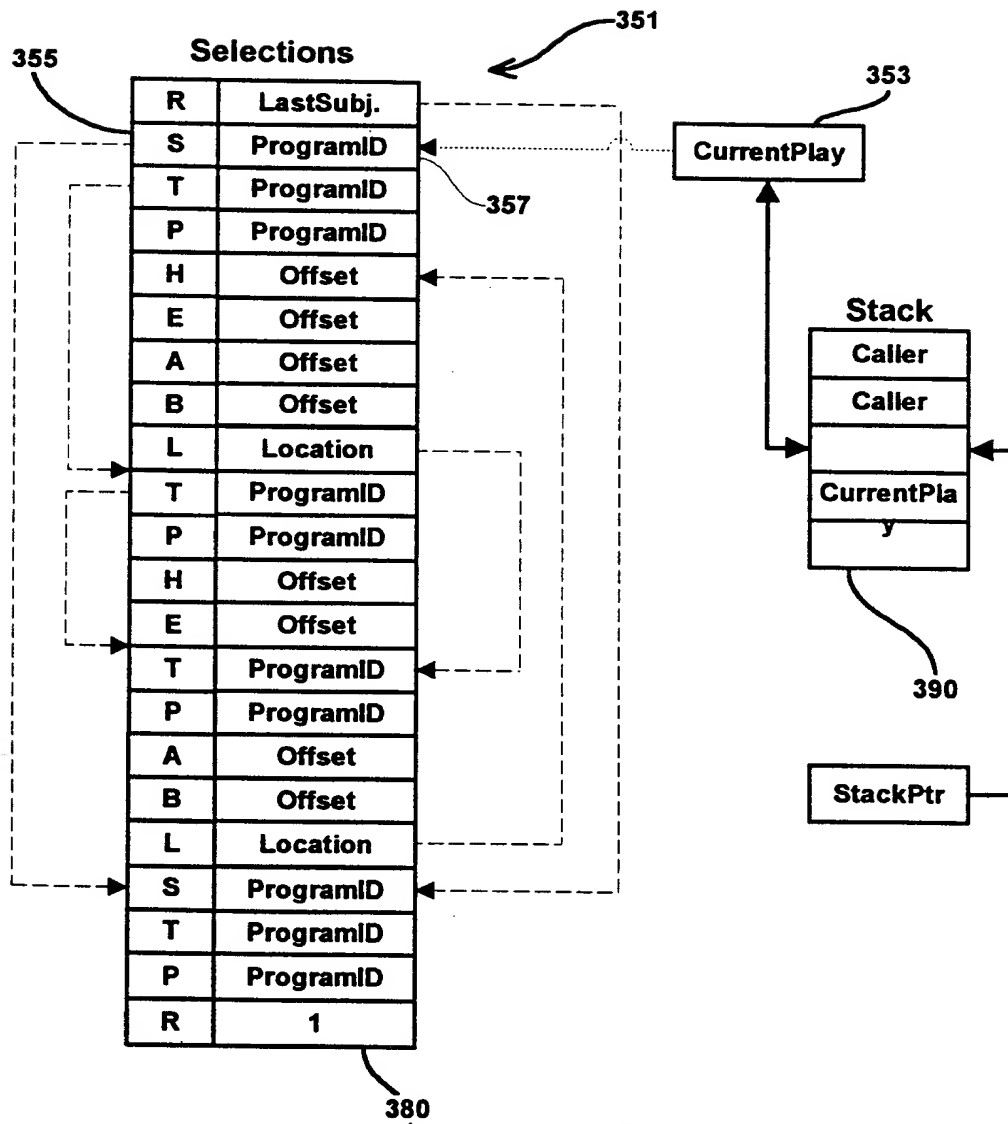 351
355
Selections
353
R LastSubj.
S ProgramID
CurrentPlay
T ProgramID
357
P ProgramID
H Offset
E Offset
A Offset
B Offset
L Location
T ProgramID
P ProgramID
H Offset
E Offset
T ProgramID
P ProgramID
A Offset
B Offset
L Location
S ProgramID
T ProgramID
P ProgramID
R 1
380
Stack
Caller
Caller
CurrentPla
y
390
StackPtr